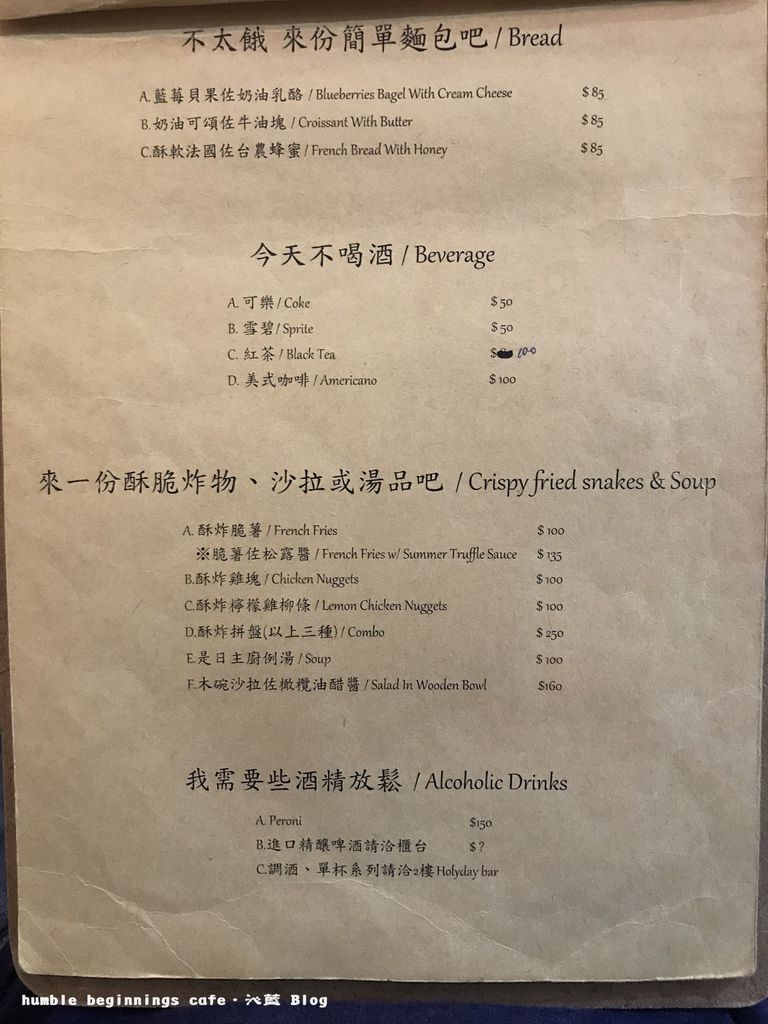 不太餓 來份簡單麵包吧 / Bread
A. 藍莓貝果佐奶油乳酪 / Blueberries Bagel With Cream Cheese $ 85
B. 奶油可頌佐牛油塊 / Croissant With Butter $ 85
C.酥軟法國佐台農蜂蜜 / French Bread With Honey $ 85
今天不喝酒 / Beverage
A. 可樂 / Coke $ 50
B. 雪碧 / Sprite $ 50
C. 紅茶 / Black Tea $ 100
D. 美式咖啡 / Americano $ 100
來一份酥脆炸物、沙拉或湯品吧 / Crispy fried snakes & Soup
A. 酥炸脆薯 / French Fries $ 100
※脆薯佐松露醬 / French Fries w/ Summer Truffle Sauce $ 135
B.酥炸雞塊 / Chicken Nuggets $ 100
C.酥炸檸檬雞柳條 / Lemon Chicken Nuggets $ 100
D.酥炸拼盤(以上三種) / Combo $ 250
E.是日主廚例湯 / Soup $ 100
F.木碗沙拉佐橄欖油醋醬 / Salad In Wooden Bowl $160
我需要些酒精放鬆 / Alcoholic Drinks
A. Peroni $150
B.進口精釀啤酒請洽櫃台 $ ?
C.調酒、單杯系列請洽2樓 Holyday bar
humble beginnings cafe·沁藍 Blog